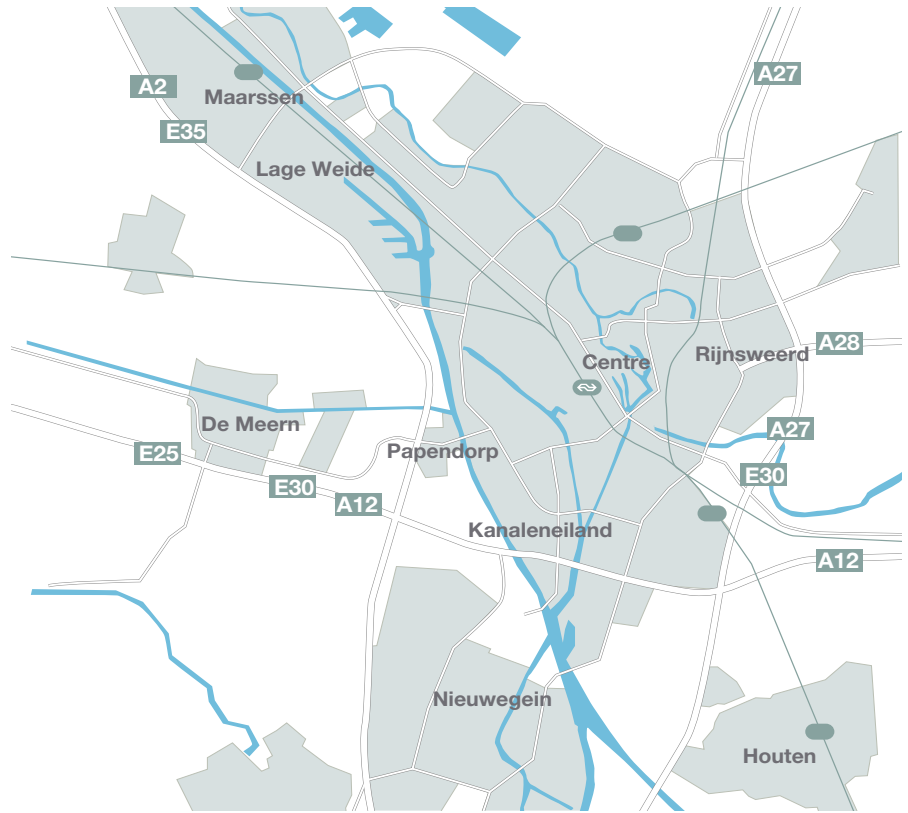 A27
A2
Maarssen
E35
Lage Weide
A28
Rijnsweerd
Centre
De Meern
A27
Papendorp
E25
E30
E30
A12
Kanaleneiland
A12
Nieuwegein
Houten